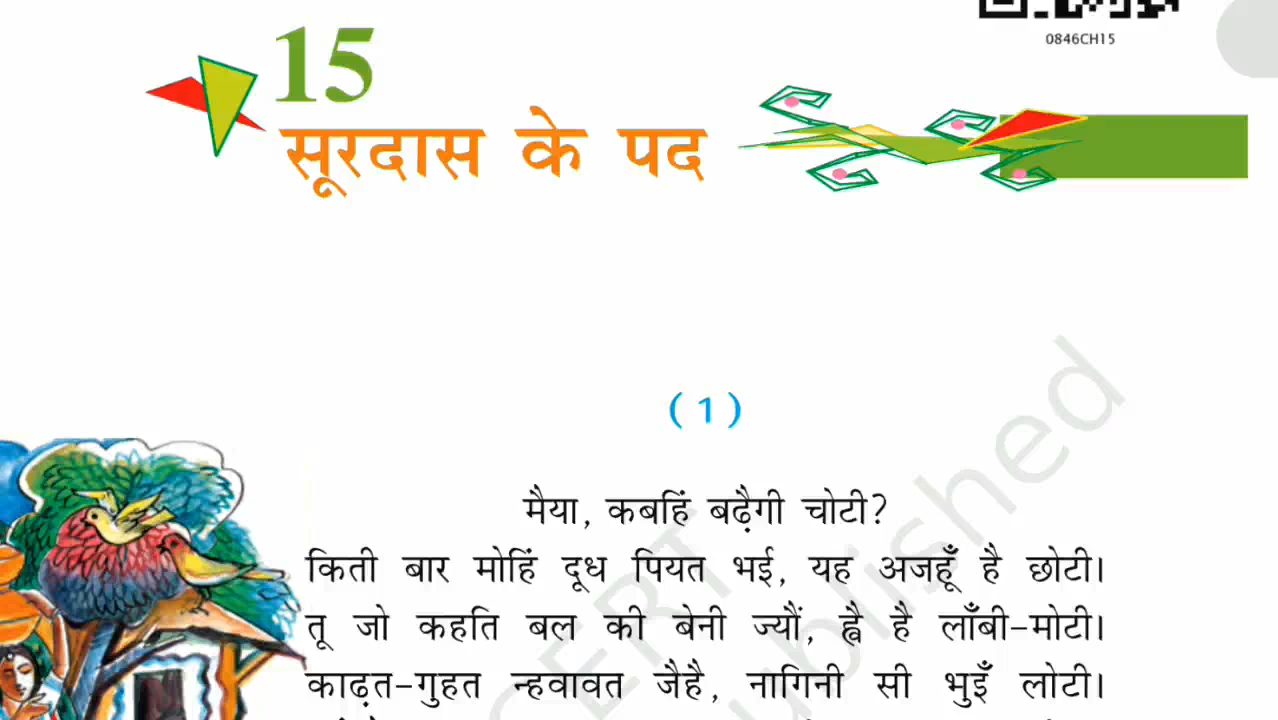 0846CH15
15
सूरदास के पद
(1)
मैया, कबहिं बढ़ैगी चोटी?
किती बार मोहिं दूध पियत भई, यह अजहूँ है छोटी।
तू जो कहति बल की बेनी ज्यौं, ह्वै है लाँबी-मोटी।
काढ़त-गुहत न्हवावत जैहै, नागिनी सी भुइँ लोटी।